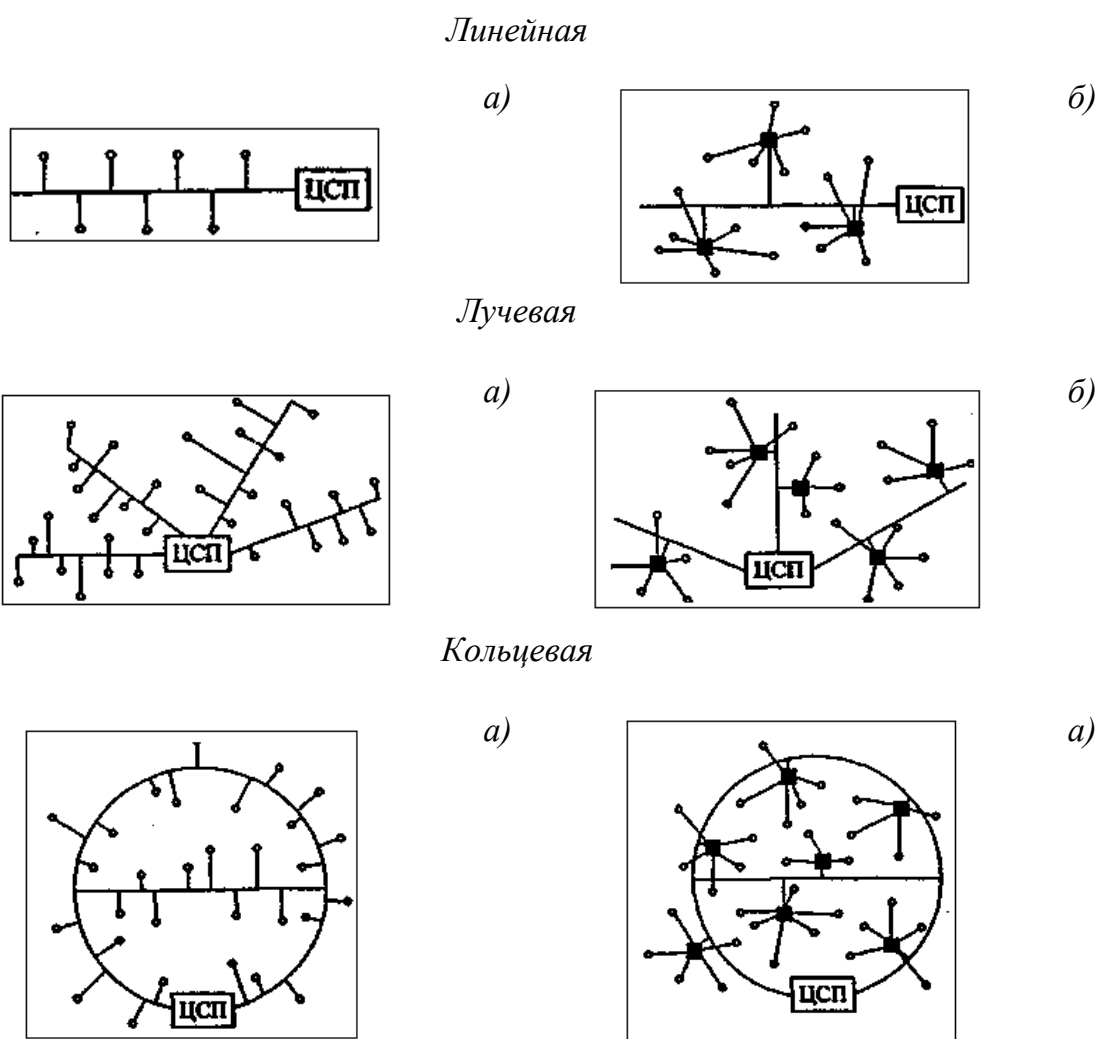 Линейная
а) б)
ЦСП
ЦСП
Лучевая
а) б)
ЦСП
ЦСП
Кольцевая
а) а)
ЦСП
ЦСП